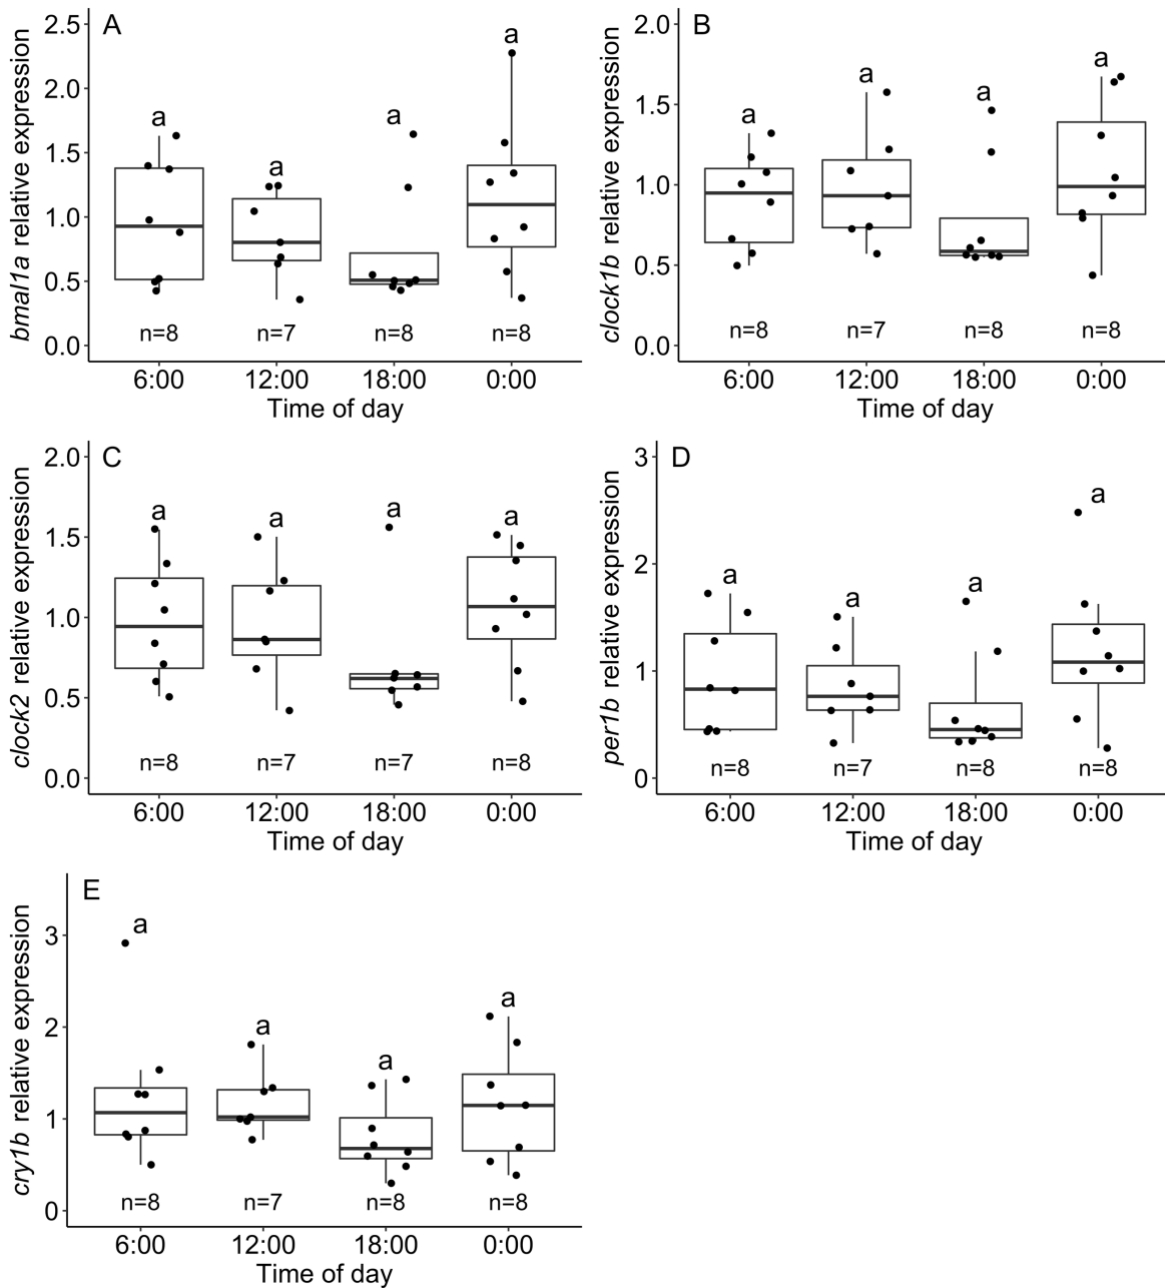 A
bmal1a relative expression
2.5
2.0
1.5
1.0
0.5
0.0
a a a a
n=8 n=7 n=8 n=8
6:00 12:00 18:00 0:00
Time of day
B
clock1b relative expression
2.0
1.5
1.0
0.5
0.0
a a a a
n=8 n=7 n=8 n=8
6:00 12:00 18:00 0:00
Time of day
C
clock2 relative expression
2.0
1.5
1.0
0.5
0.0
a a a a
n=8 n=7 n=7 n=8
6:00 12:00 18:00 0:00
Time of day
D
per1b relative expression
3
2
1
0
a a a a
n=8 n=7 n=8 n=8
6:00 12:00 18:00 0:00
Time of day
E
cry1b relative expression
3
2
1
0
a a a a
n=8 n=7 n=8 n=8
6:00 12:00 18:00 0:00
Time of day